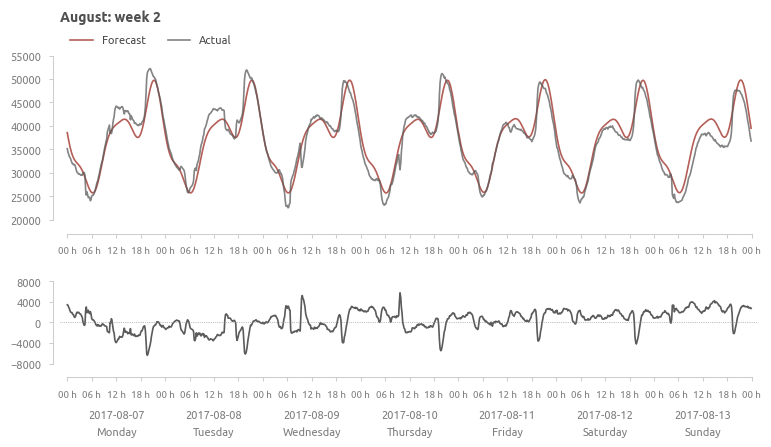 August: week 2
Forecast Actual
55000
50000
45000
40000
35000
30000
25000
20000
00 h 06 h 12 h 18 h 00 h 06 h 12 h 18 h 00 h 06 h 12 h 18 h 00 h 06 h 12 h 18 h 00 h 06 h 12 h 18 h 00 h 06 h 12 h 18 h 00 h 06 h 12 h 18 h 00 h
8000
4000
0
−4000
−8000
00 h 06 h 12 h 18 h 00 h 06 h 12 h 18 h 00 h 06 h 12 h 18 h 00 h 06 h 12 h 18 h 00 h 06 h 12 h 18 h 00 h 06 h 12 h 18 h 00 h 06 h 12 h 18 h 00 h
2017-08-07 2017-08-08 2017-08-09 2017-08-10 2017-08-11 2017-08-12 2017-08-13
Monday Tuesday Wednesday Thursday Friday Saturday Sunday